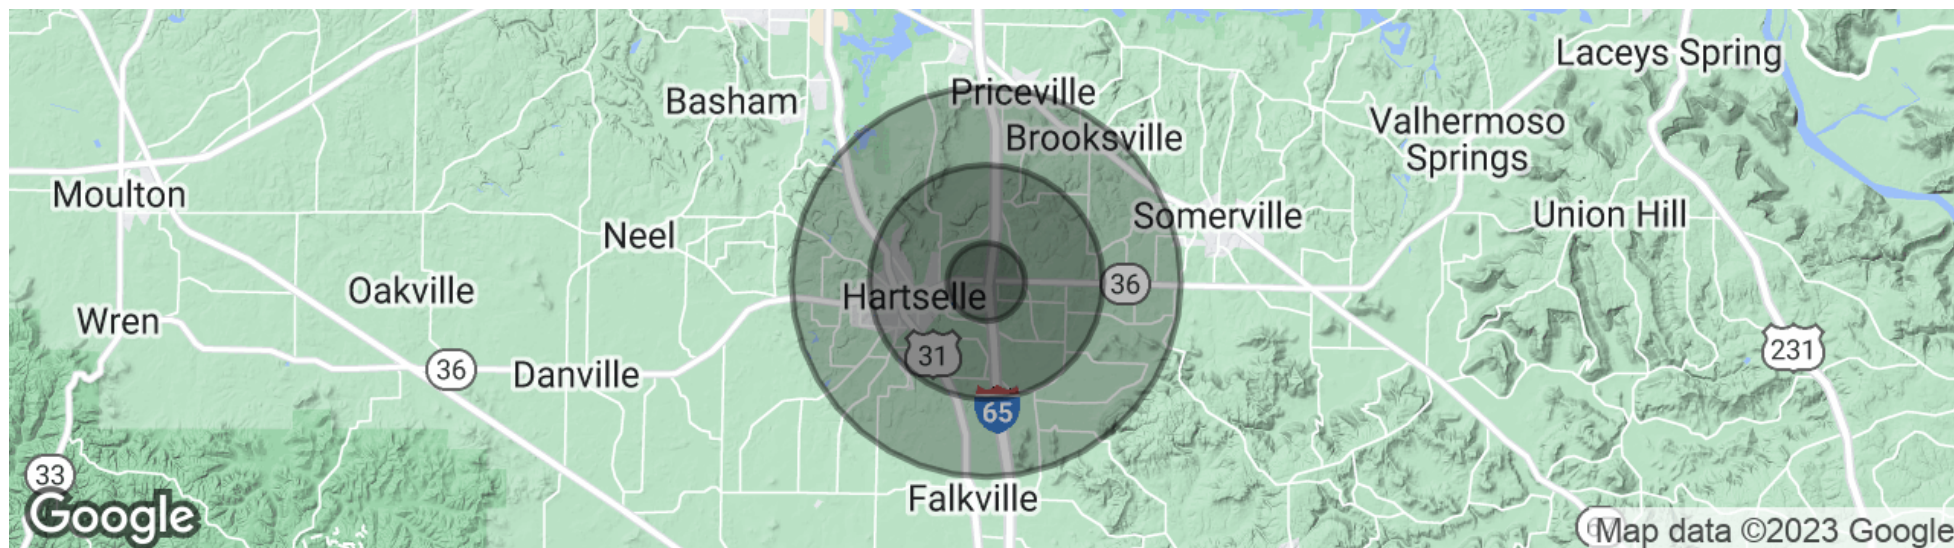 Laceys Spring
Priceville
Basham
Valhermoso
Springs
Brooksville
Moulton
Somerville
Union Hill
Neel
36
Oakville
Hartselle
Wren
31
231
36
Danville
65
33
Falkville
Google
Map data ©2023 Google